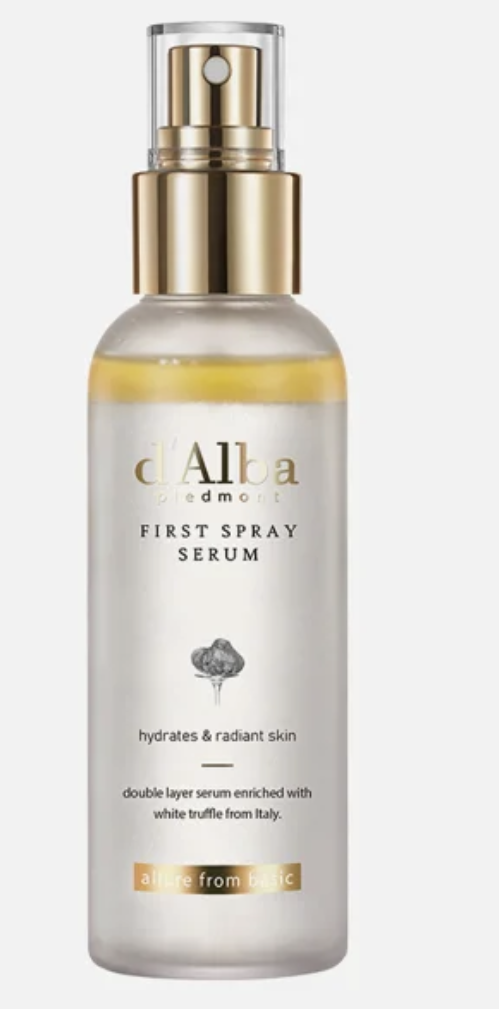 d'Alba
piedmont
FIRST SPRAY
SERUM
hydrates & radiant skin
double layer serum enriched with
white truffle from Italy.
allure from basic